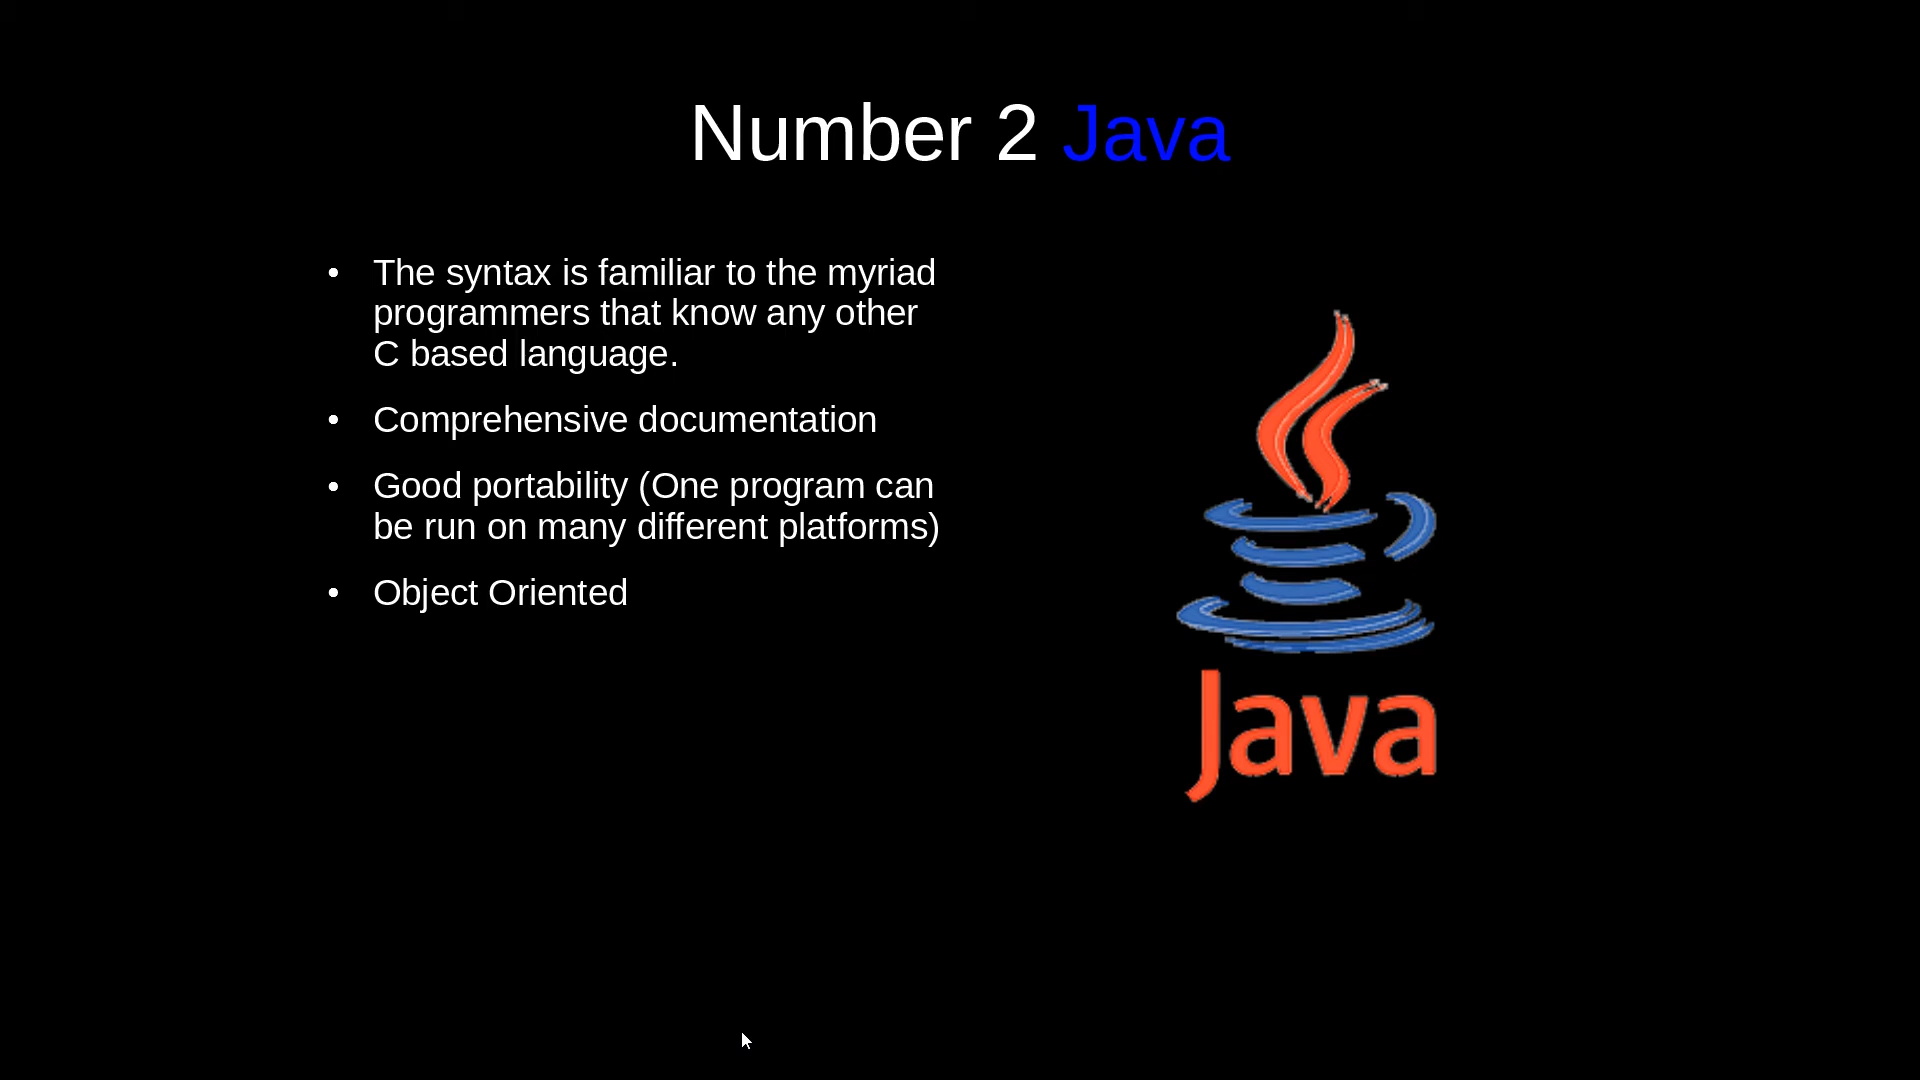 Number 2 Java
• The syntax is familiar to the myriad
programmers that know any other
C based language.
• Comprehensive documentation
• Good portability (One program can
be run on many different platforms)
• Object Oriented
Java